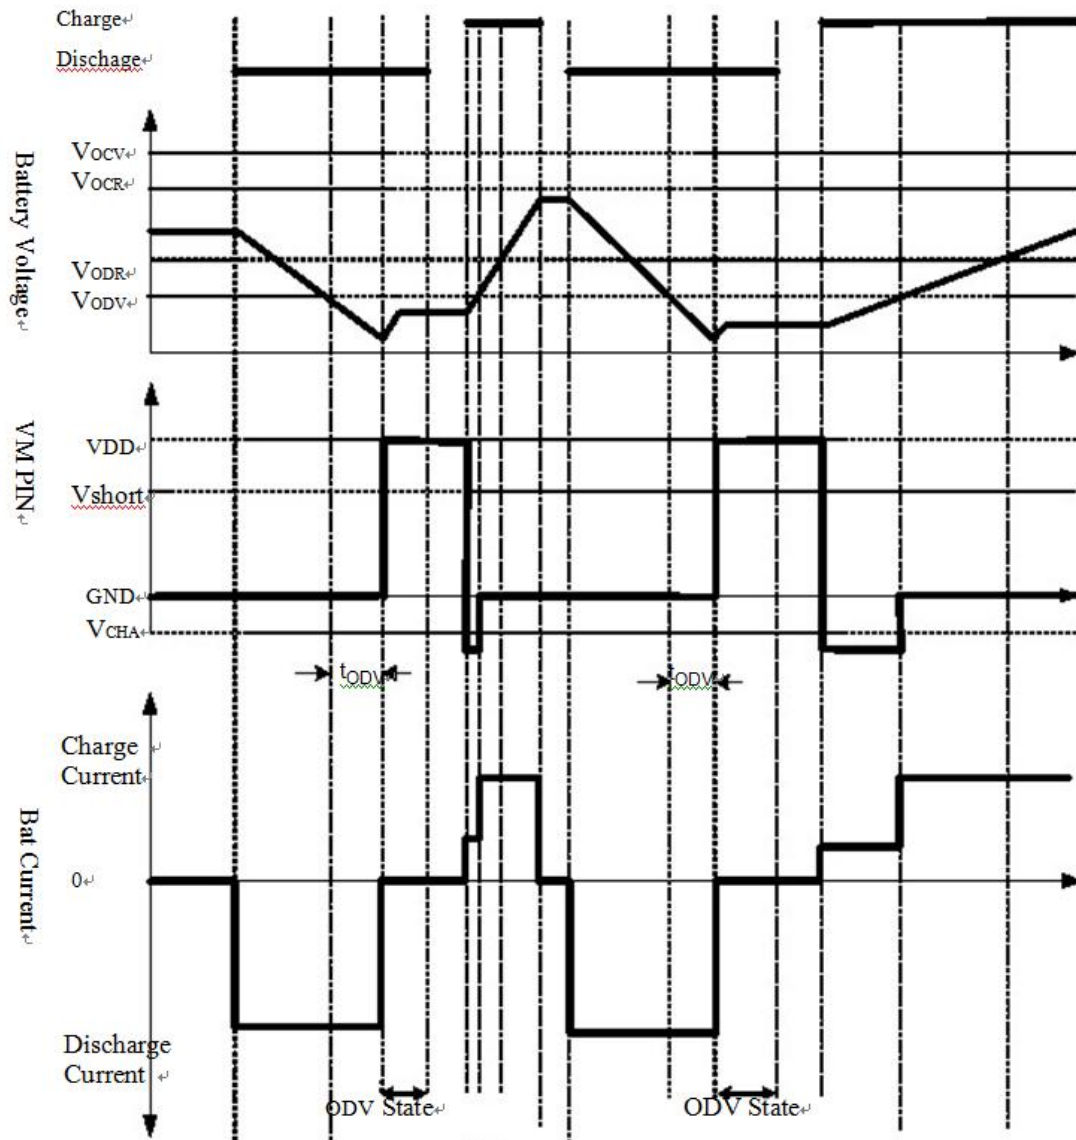 Charge
Dischage
Battery Voltage
VOCV
VOCR
VODR
VODV
VM PIN
VDD
Vshort
GND
VCHA
tODV
tODV
Bat Current
Charge
Current
0
Discharge
Current
ODV State
ODV State